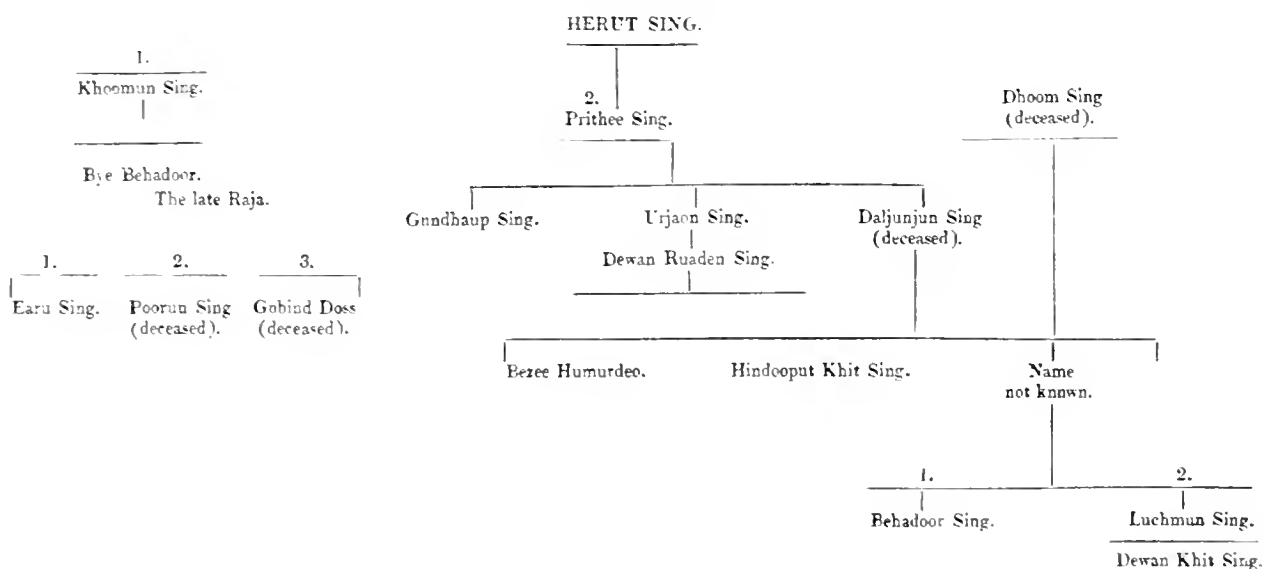 HERUT SING.
1.
Khoomun Sing.
2.
Prithee Sing.
Dhoom Sing
(deceased).
Bye Behadoor.
The late Raja.
Gundhaup Sing.
Urjaon Sing.
Daljunjun Sing
(deceased).
Dewan Ruaden Sing.
1.
2.
3.
Earu Sing.
Poorun Sing
(deceased).
Gobind Doss
(deceased).
Bezee Humurdeo.
Hindooput Khit Sing.
Name
not known.
1.
2.
Behadoor Sing.
Luchmun Sing.
Dewan Khit Sing.